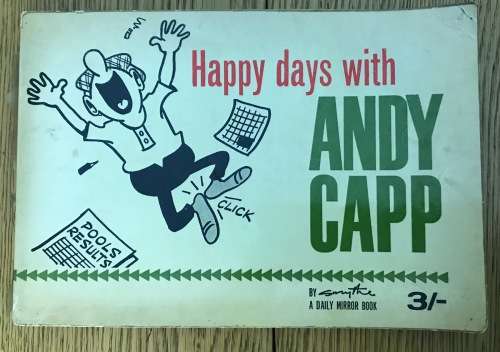 Happy days with
ANDY
CAPP
CLICK
POOLS
RESULTS
BY Smythe
A DAILY MIRROR BOOK
3/-